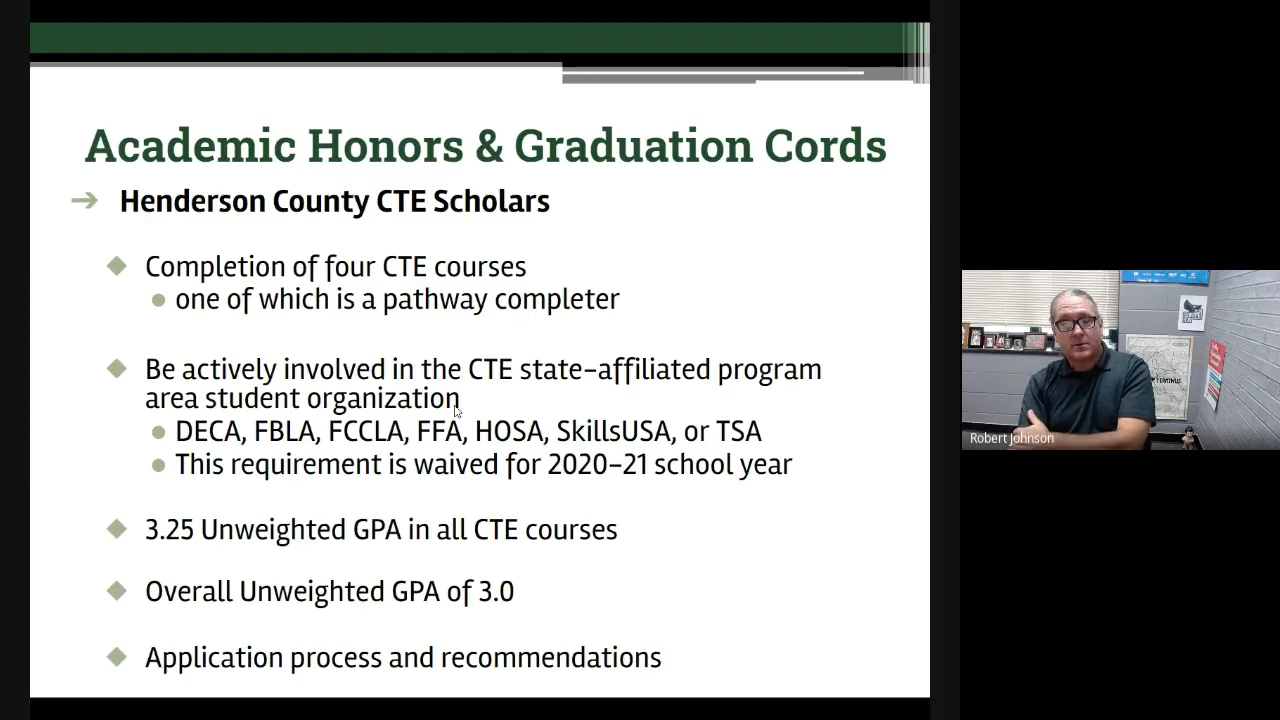 Academic Honors & Graduation Cords
Henderson County CTE Scholars
Completion of four CTE courses
one of which is a pathway completer
Be actively involved in the CTE state-affiliated program
area student organization
DECA, FBLA, FCCLA, FFA, HOSA, SkillsUSA, or TSA
This requirement is waived for 2020-21 school year
3.25 Unweighted GPA in all CTE courses
Overall Unweighted GPA of 3.0
Application process and recommendations
Robert Johnson